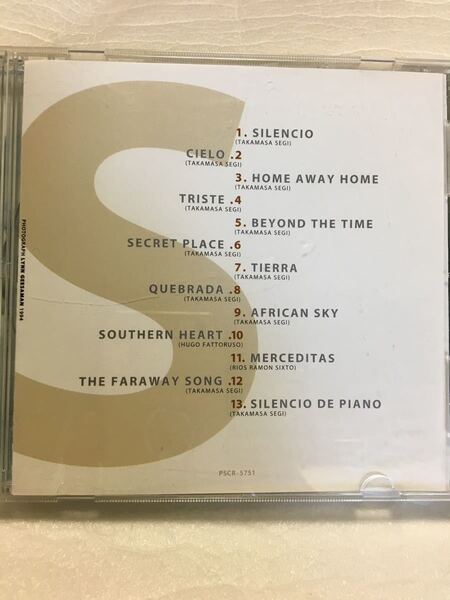 1. SILENCIO
(TAKAMASA SEGI)
CIELO .2
(TAKAMASA SEGI)
3. HOME AWAY HOME
(TAKAMASA SEGI)
TRISTE .4
(TAKAMASA SEGI)
5. BEYOND THE TIME
(TAKAMASA SEGI)
SECRET PLACE .6
(TAKAMASA SEGI)
7. TIERRA
(TAKAMASA SEGI)
QUEBRADA .8
(TAKAMASA SEGI)
9. AFRICAN SKY
(TAKAMASA SEGI)
SOUTHERN HEART .10
(HUGO FATTORUSO)
11. MERCEDITAS
(RIOS RAMON SIXTO)
THE FARAWAY SONG .12
(TAKAMASA SEGI)
13. SILENCIO DE PIANO
(TAKAMASA SEGI)
S
PHOTOGRAPH LYNN GEESAMAN 1994
PSCR-5751